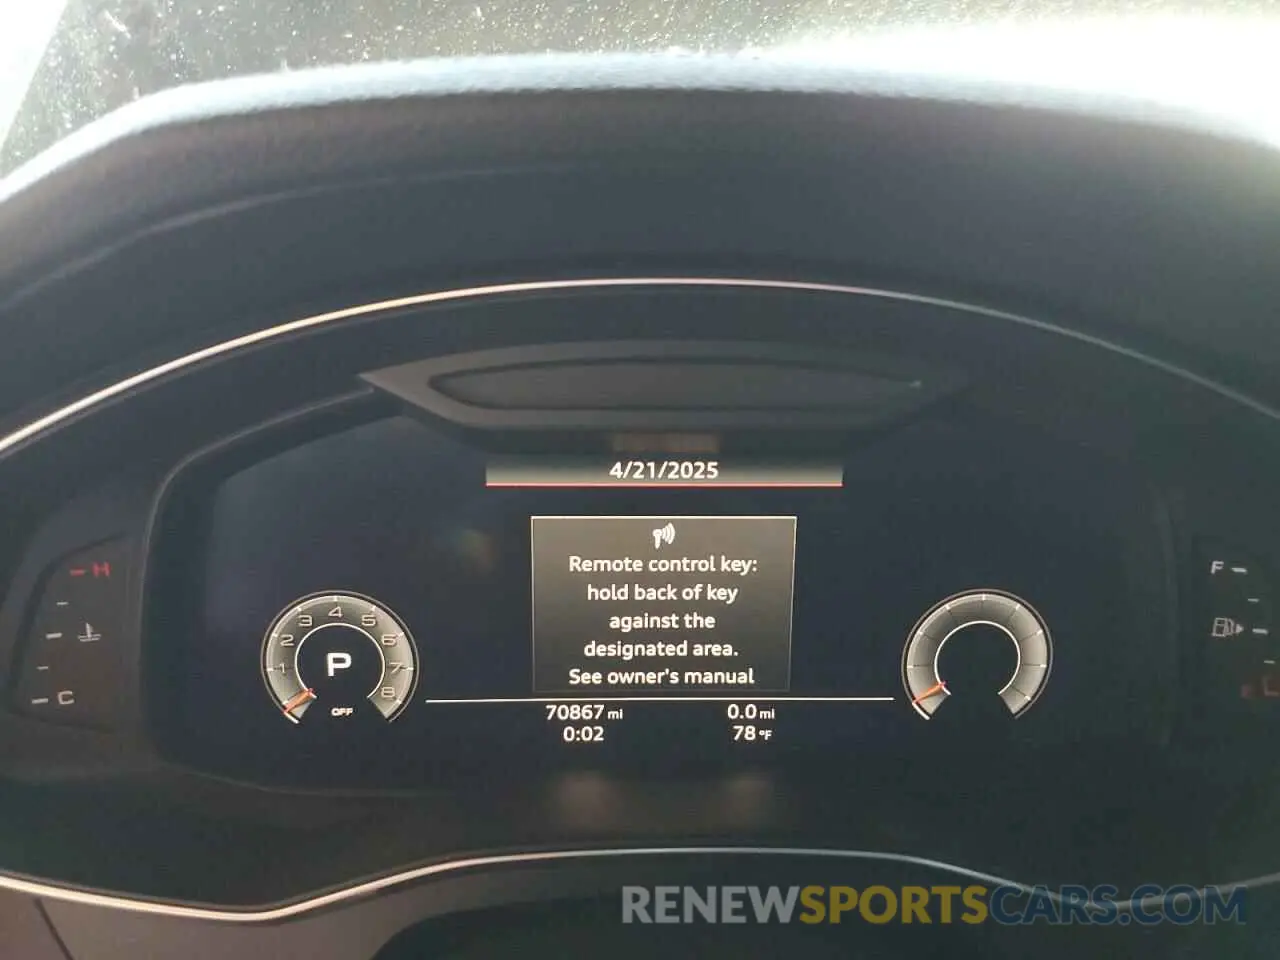 4/21/2025
Remote control key:
hold back of key
against the
designated area.
See owner's manual
H
C
1 2 3 4 5 6 7 8
P
OFF
F
70867 mi
0.0 mi
0:02
78 °F
RENEWSPORTSCARS.COM